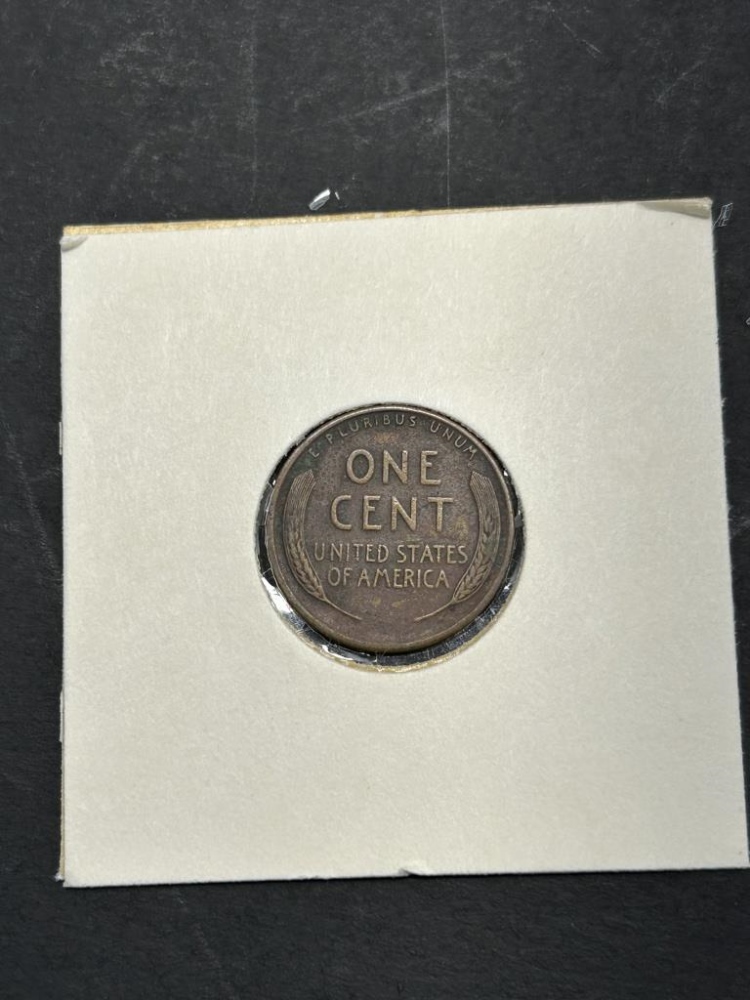 E PLURIBUS UNUM
ONE
CENT
UNITED STATES
OF AMERICA